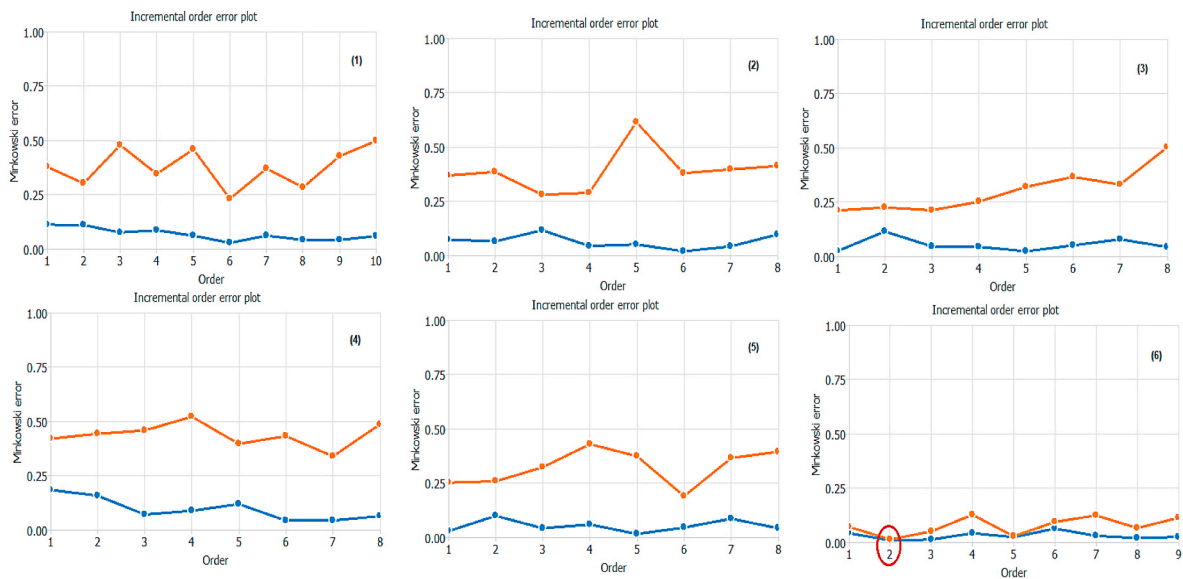 Incremental order error plot
(1)
1.00
0.75
0.50
0.25
0.00
Minkowski error
1 2 3 4 5 6 7 8 9 10
Order
Incremental order error plot
(2)
1.00
0.75
0.50
0.25
0.00
Minkowski error
1 2 3 4 5 6 7 8
Order
Incremental order error plot
(3)
1.00
0.75
0.50
0.25
0.00
Minkowski error
1 2 3 4 5 6 7 8
Order
Incremental order error plot
(4)
1.00
0.75
0.50
0.25
0.00
Minkowski error
1 2 3 4 5 6 7 8
Order
Incremental order error plot
(5)
1.00
0.75
0.50
0.25
0.00
Minkowski error
1 2 3 4 5 6 7 8
Order
Incremental order error plot
(6)
1.00
0.75
0.50
0.25
0.00
Minkowski error
1 2 3 4 5 6 7 8 9
Order